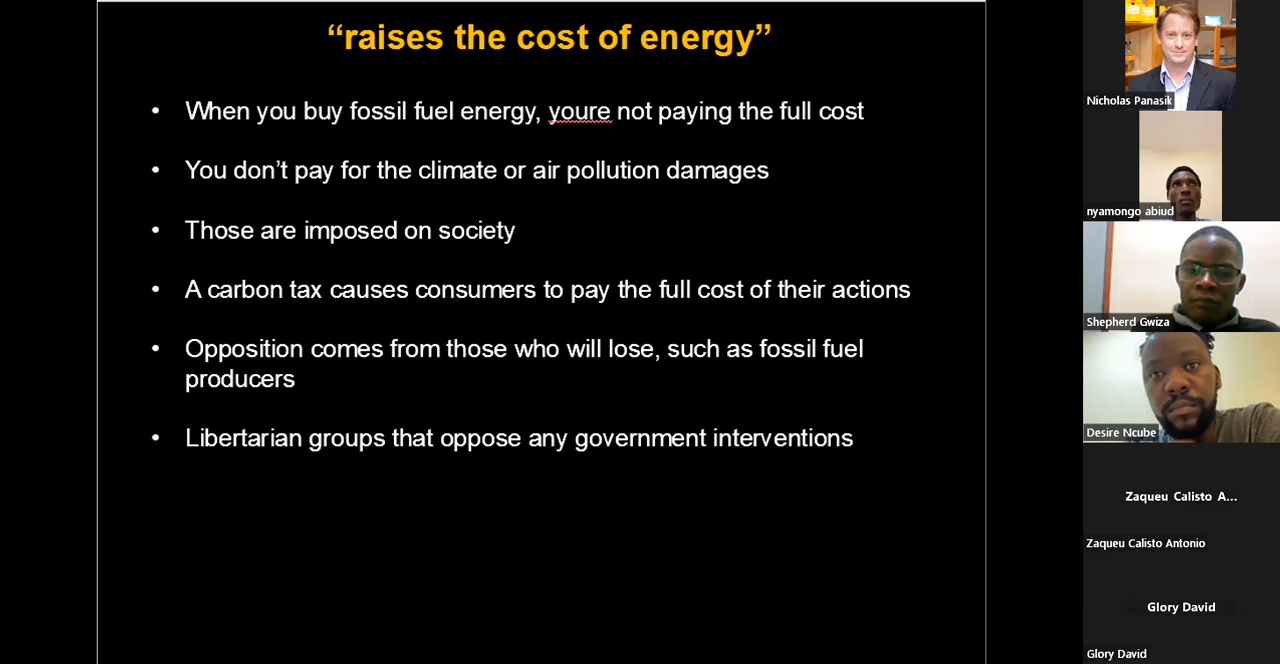 “raises the cost of energy”
• When you buy fossil fuel energy, youre not paying the full cost
• You don’t pay for the climate or air pollution damages
• Those are imposed on society
• A carbon tax causes consumers to pay the full cost of their actions
• Opposition comes from those who will lose, such as fossil fuel
producers
• Libertarian groups that oppose any government interventions
Nicholas Panasik
nyamongo abiud
Shepherd Gwiza
Desire Ncube
Zaqueu Calisto A...
Zaqueu Calisto Antonio
Glory David
Glory David